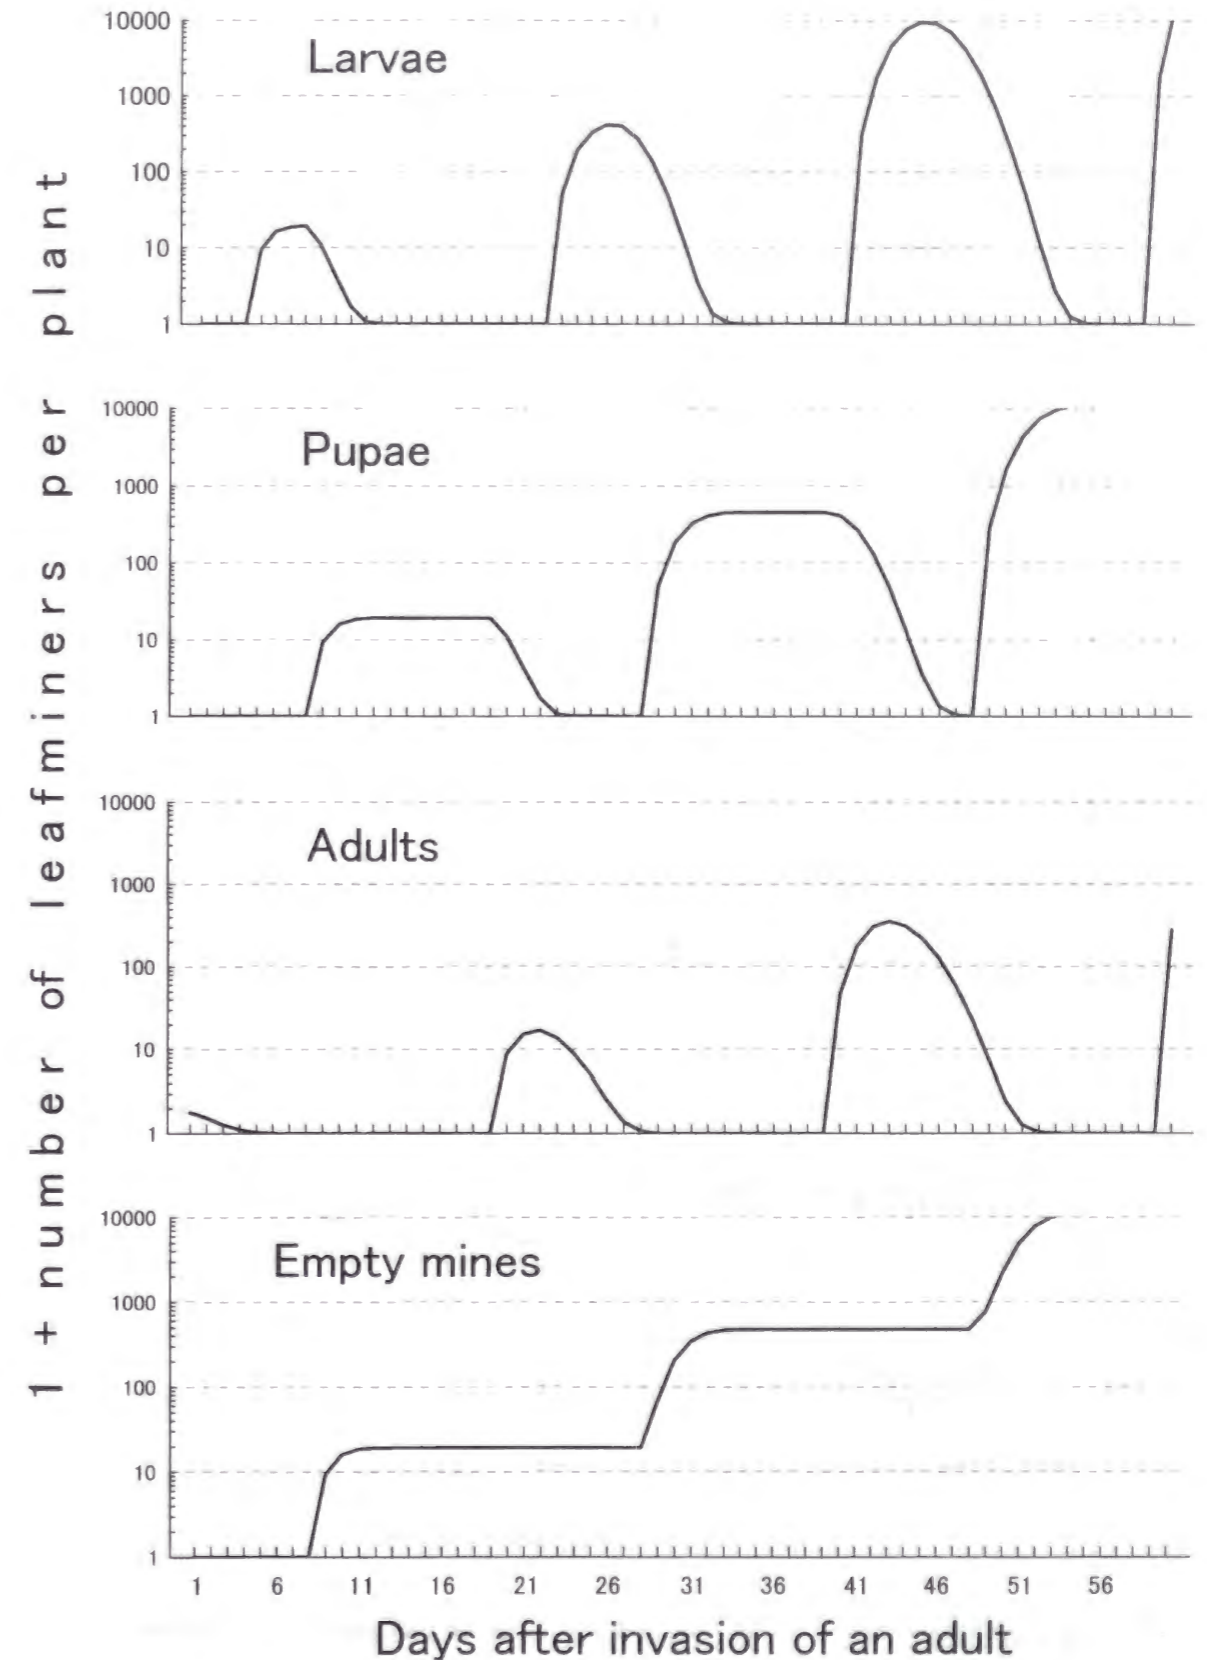 1 + number of leafminers per plant
Larvae
10000
1000
100
10
1
Pupae
10000
1000
100
10
1
Adults
10000
1000
100
10
1
Empty mines
10000
1000
100
10
1
1 6 11 16 21 26 31 36 41 46 51 56
Days after invasion of an adult